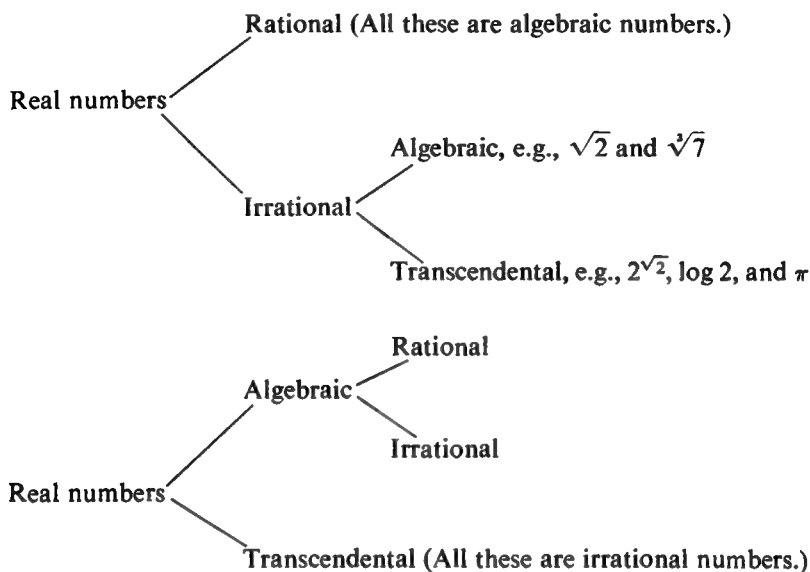 Rational (All these are algebraic numbers.)
Real numbers
Algebraic, e.g., √2 and ∛7
Irrational
Transcendental, e.g., 2^√2, log 2, and π
Rational
Algebraic
Irrational
Real numbers
Transcendental (All these are irrational numbers.)